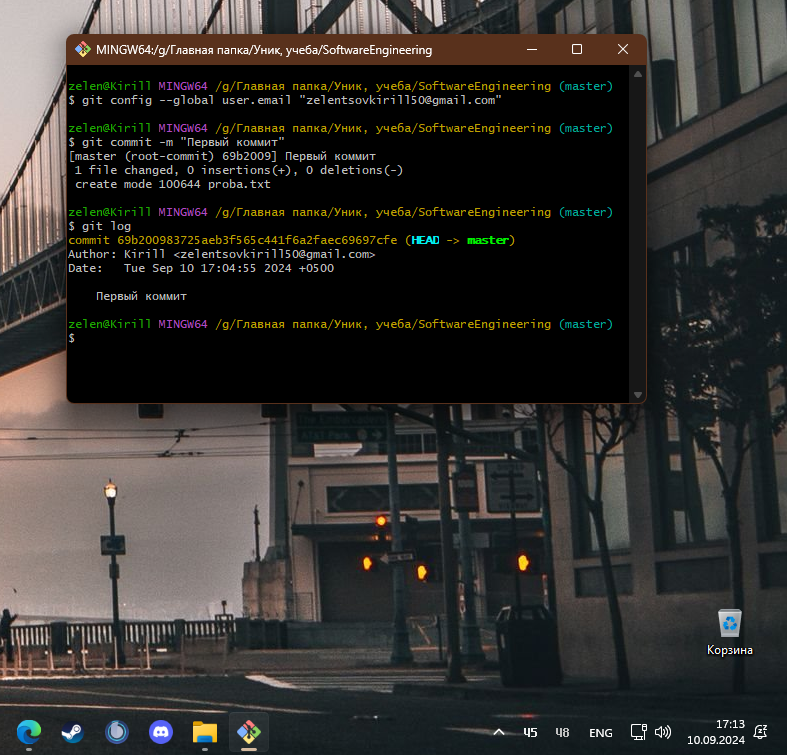 MINGW64:/g/Главная папка/Уник, учеба/SoftwareEngineering
zelen@Kirill MINGW64 /g/Главная папка/Уник, учеба/SoftwareEngineering (master)
$ git config --global user.email "zelentsovkirill50@gmail.com"
zelen@Kirill MINGW64 /g/Главная папка/Уник, учеба/SoftwareEngineering (master)
$ git commit -m "Первый коммит"
[master (root-commit) 69b2009] Первый коммит
1 file changed, 0 insertions(+), 0 deletions(-)
create mode 100644 proba.txt
zelen@Kirill MINGW64 /g/Главная папка/Уник, учеба/SoftwareEngineering (master)
$ git log
commit 69b200983725aeb3f565c441f6a2faec69697cfe (HEAD -> master)
Author: Kirill <zelentsovkirill50@gmail.com>
Date:   Tue Sep 10 17:04:55 2024 +0500
Первый коммит
zelen@Kirill MINGW64 /g/Главная папка/Уник, учеба/SoftwareEngineering (master)
$
Корзина
45 48 ENG 17:13
10.09.2024